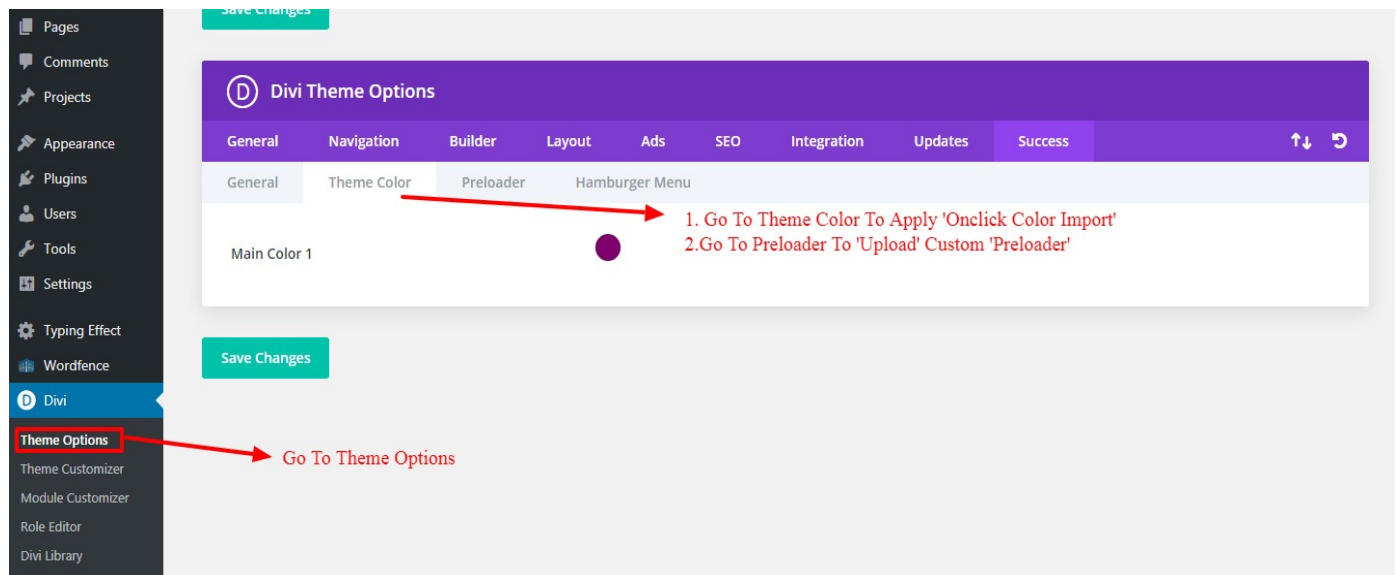 Pages
Comments
Projects
Appearance
Plugins
Users
Tools
Settings
Typing Effect
Wordfence
Divi
Theme Options
Theme Customizer
Module Customizer
Role Editor
Divi Library
Save Changes
D Divi Theme Options
General Navigation Builder Layout Ads SEO Integration Updates Success
General Theme Color Preloader Hamburger Menu
1. Go To Theme Color To Apply 'Onclick Color Import'
2.Go To Preloader To 'Upload' Custom 'Preloader'
Main Color 1
Save Changes
Go To Theme Options